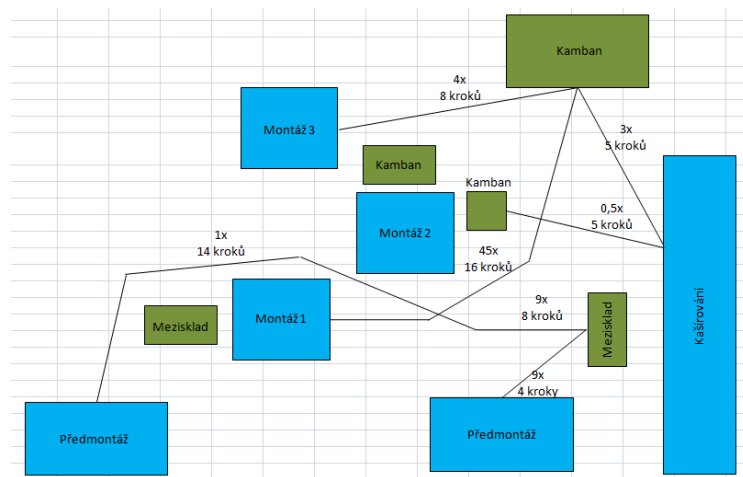 Kamban
4x
8 kroků
Montáž 3
3x
5 kroků
Kamban
Kamban
0,5x
5 kroků
Montáž 2
1x
14 kroků
45x
16 kroků
9x
8 kroků
Mezisklad
Montáž 1
Mezisklad
Kašírování
9x
4 kroky
Předmontáž
Předmontáž